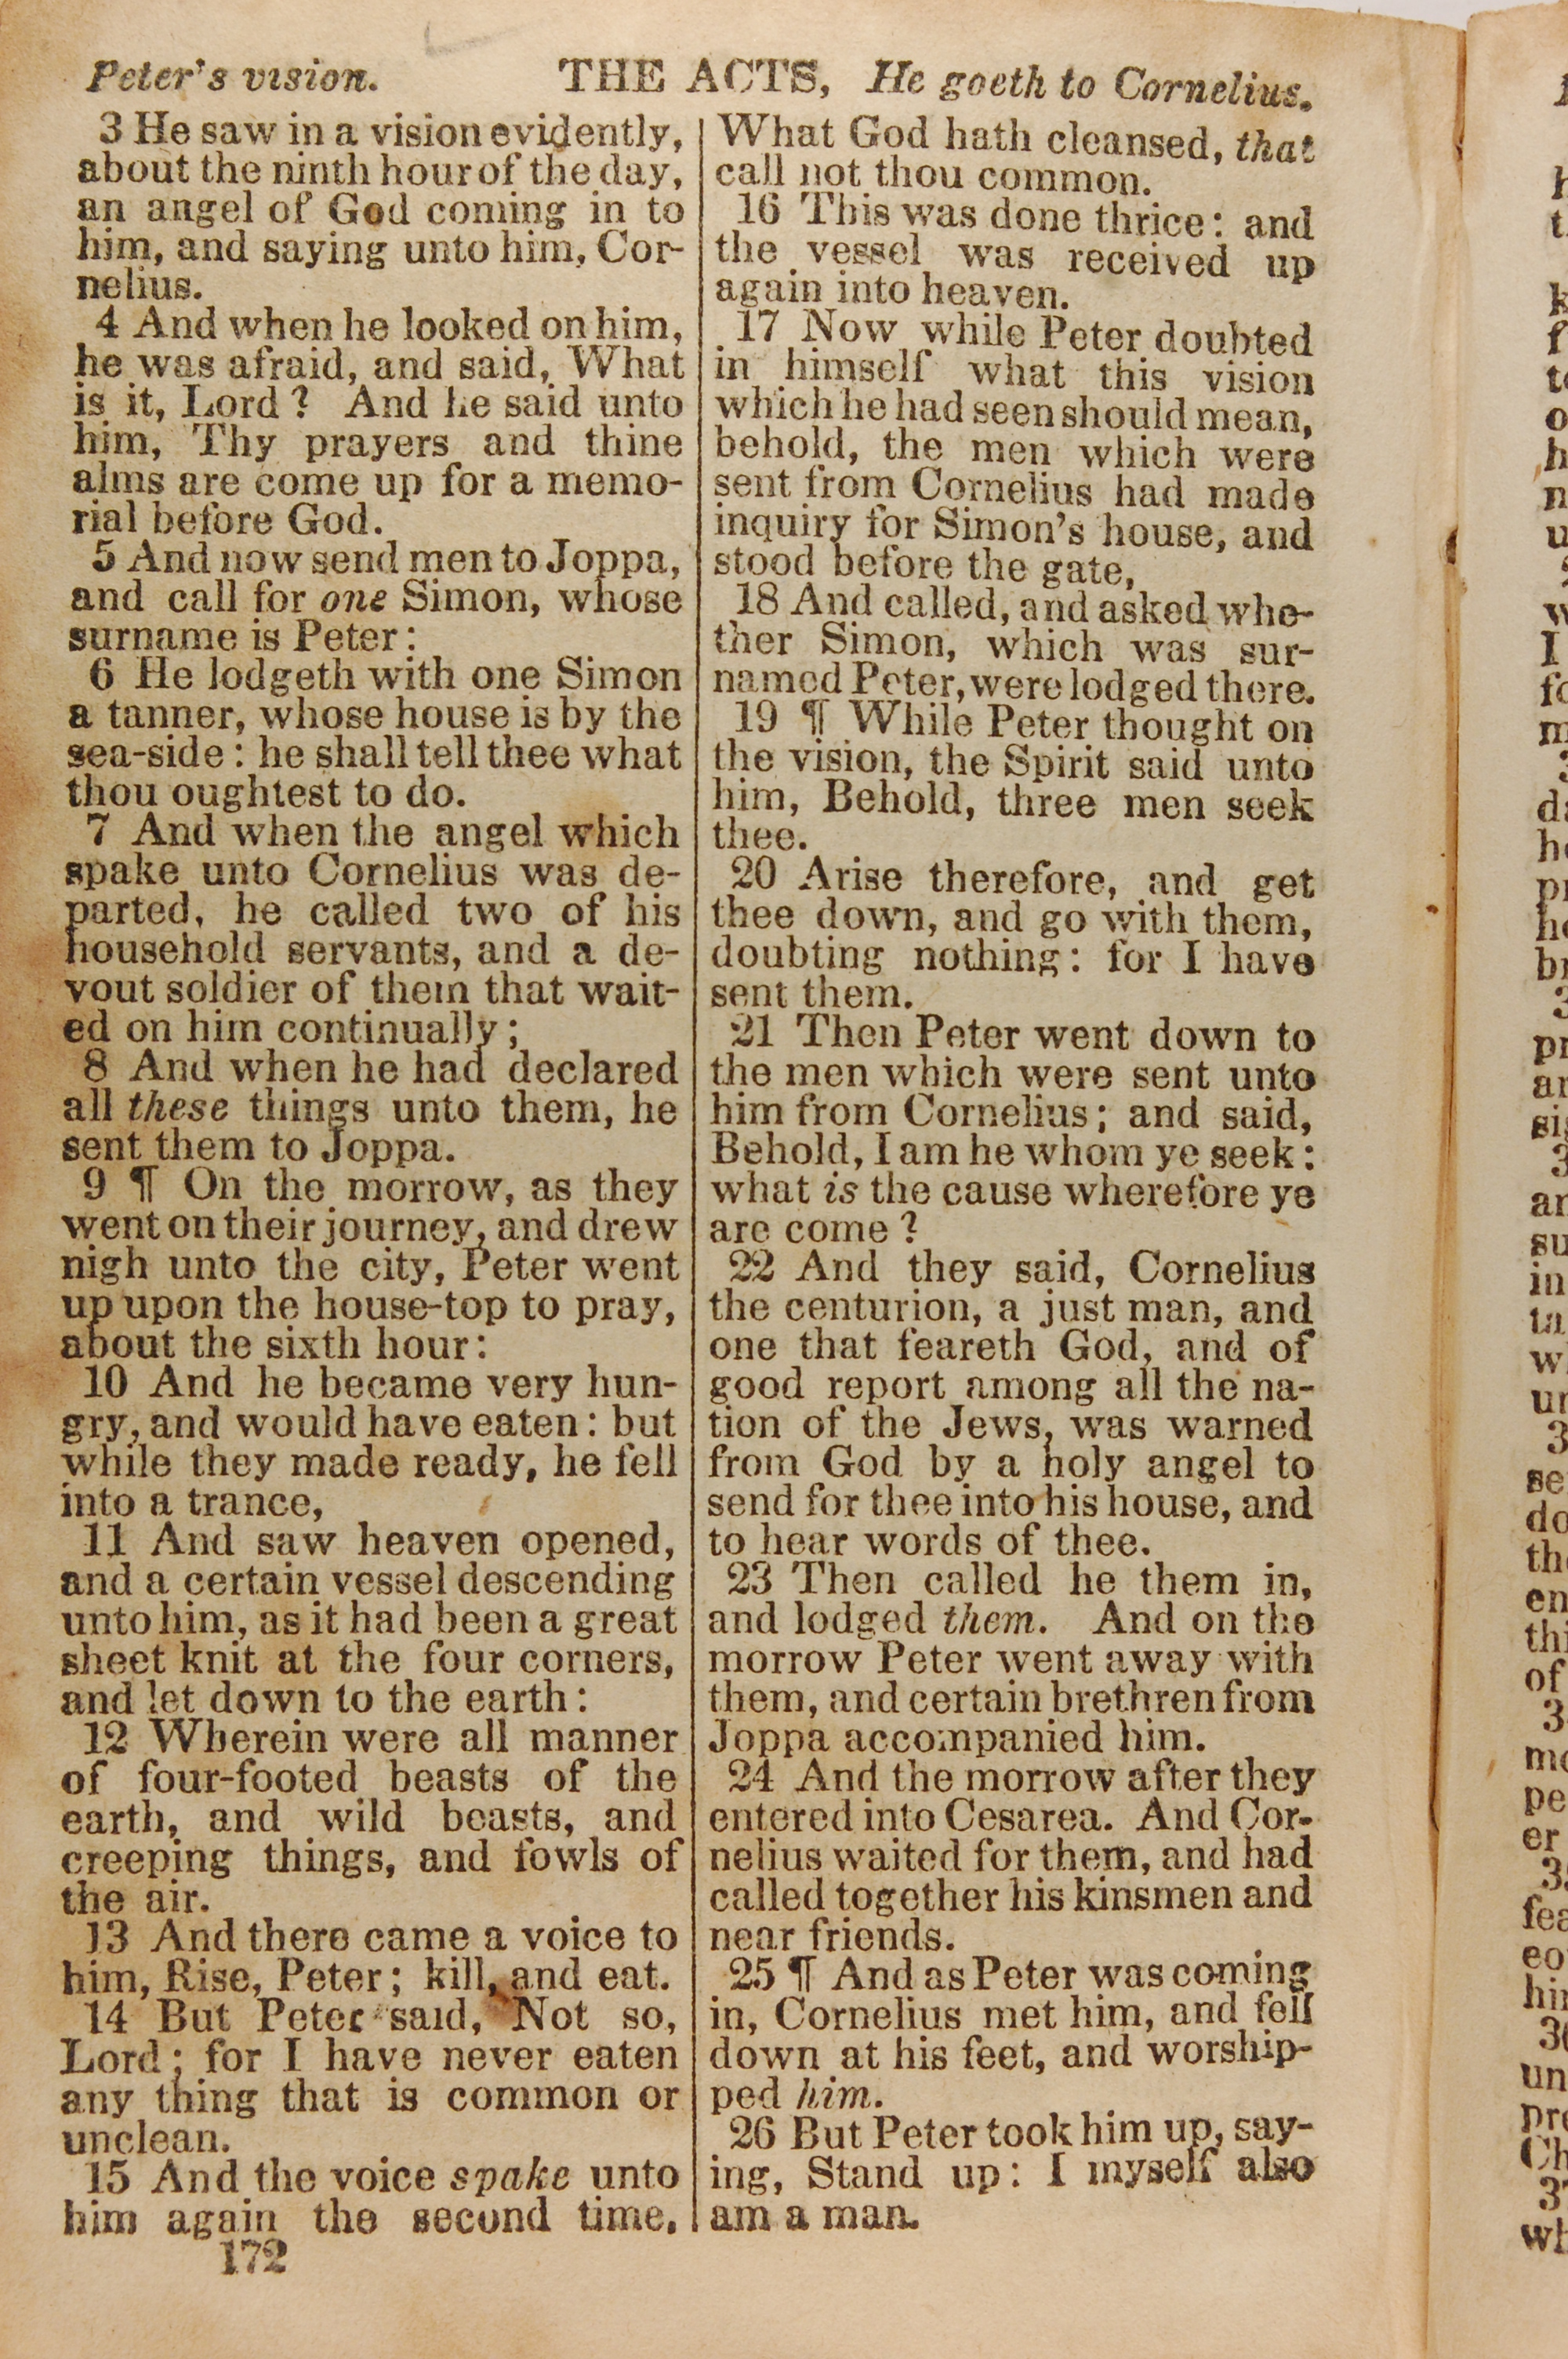 Peter's vision. THE ACTS, He goeth to Cornelius.
3 He saw in a vision evidently,
about the ninth hour of the day,
an angel of God coming in to
him, and saying unto him, Cor-
nelius.
4 And when he looked on him,
he was afraid, and said, What
is it, Lord? And he said unto
him, Thy prayers and thine
alms are come up for a memo-
rial before God.
5 And now send men to Joppa,
and call for one Simon, whose
surname is Peter:
6 He lodgeth with one Simon
a tanner, whose house is by the
sea-side: he shall tell thee what
thou oughtest to do.
7 And when the angel which
spake unto Cornelius was de-
parted, he called two of his
household servants, and a de-
vout soldier of them that wait-
ed on him continually;
8 And when he had declared
all these things unto them, he
sent them to Joppa.
9 ¶ On the morrow, as they
went on their journey, and drew
nigh unto the city, Peter went
up upon the house-top to pray,
about the sixth hour:
10 And he became very hun-
gry, and would have eaten: but
while they made ready, he fell
into a trance,
11 And saw heaven opened,
and a certain vessel descending
unto him, as it had been a great
sheet knit at the four corners,
and let down to the earth:
12 Wherein were all manner
of four-footed beasts of the
earth, and wild beasts, and
creeping things, and fowls of
the air.
13 And there came a voice to
him, Rise, Peter; kill, and eat.
14 But Peter said, Not so,
Lord; for I have never eaten
any thing that is common or
unclean.
15 And the voice spake unto
him again the second time,
172
What God hath cleansed, that
call not thou common.
16 This was done thrice: and
the vessel was received up
again into heaven.
17 Now while Peter doubted
in himself what this vision
which he had seen should mean,
behold, the men which were
sent from Cornelius had made
inquiry for Simon's house, and
stood before the gate,
18 And called, and asked whe-
ther Simon, which was sur-
named Peter, were lodged there.
19 ¶ While Peter thought on
the vision, the Spirit said unto
him, Behold, three men seek
thee.
20 Arise therefore, and get
thee down, and go with them,
doubting nothing: for I have
sent them.
21 Then Peter went down to
the men which were sent unto
him from Cornelius; and said,
Behold, I am he whom ye seek:
what is the cause wherefore ye
are come?
22 And they said, Cornelius
the centurion, a just man, and
one that feareth God, and of
good report among all the na-
tion of the Jews, was warned
from God by a holy angel to
send for thee into his house, and
to hear words of thee.
23 Then called he them in,
and lodged them. And on the
morrow Peter went away with
them, and certain brethren from
Joppa accompanied him.
24 And the morrow after they
entered into Cesarea. And Cor-
nelius waited for them, and had
called together his kinsmen and
near friends.
25 ¶ And as Peter was coming
in, Cornelius met him, and fell
down at his feet, and worship-
ped him.
26 But Peter took him up, say-
ing, Stand up: I myself also
am a man.